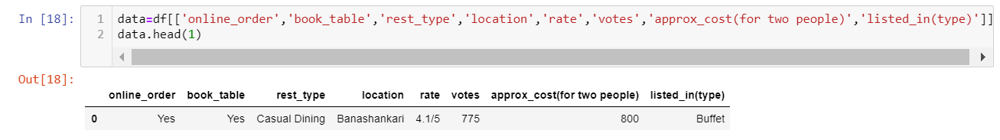 In [18]: 1 data=df[['online_order','book_table','rest_type','location','rate','votes','approx_cost(for two people)','listed_in(type)']]
2 data.head(1)
Out[18]:
online_order book_table rest_type location rate votes approx_cost(for two people) listed_in(type)
0 Yes Yes Casual Dining Banashankari 4.1/5 775 800 Buffet